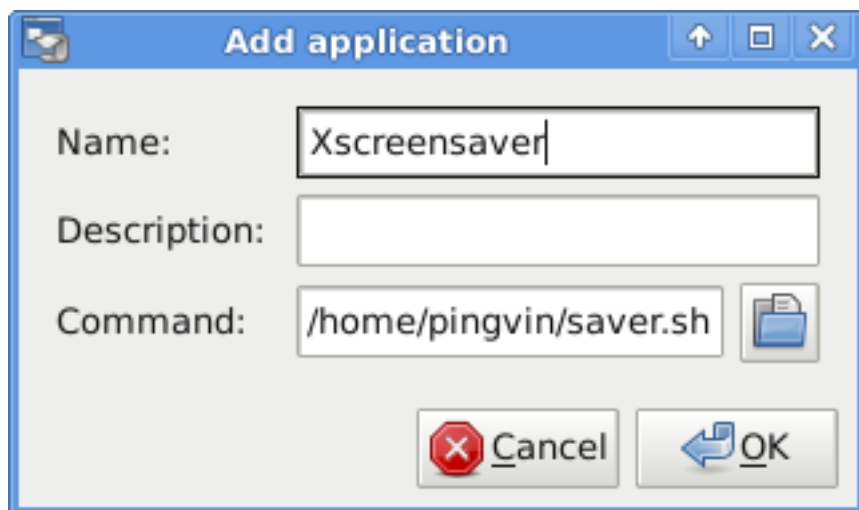 Add application
Name: Xscreensaver
Description:
Command: /home/pingvin/saver.sh
Cancel OK